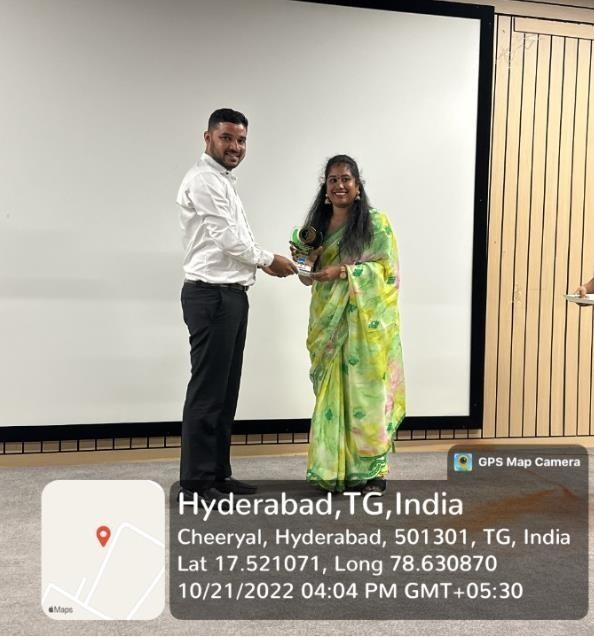 GPS Map Camera
Hyderabad,TG,India
Cheeryal, Hyderabad, 501301, TG, India
Lat 17.521071, Long 78.630870
10/21/2022 04:04 PM GMT+05:30
Maps